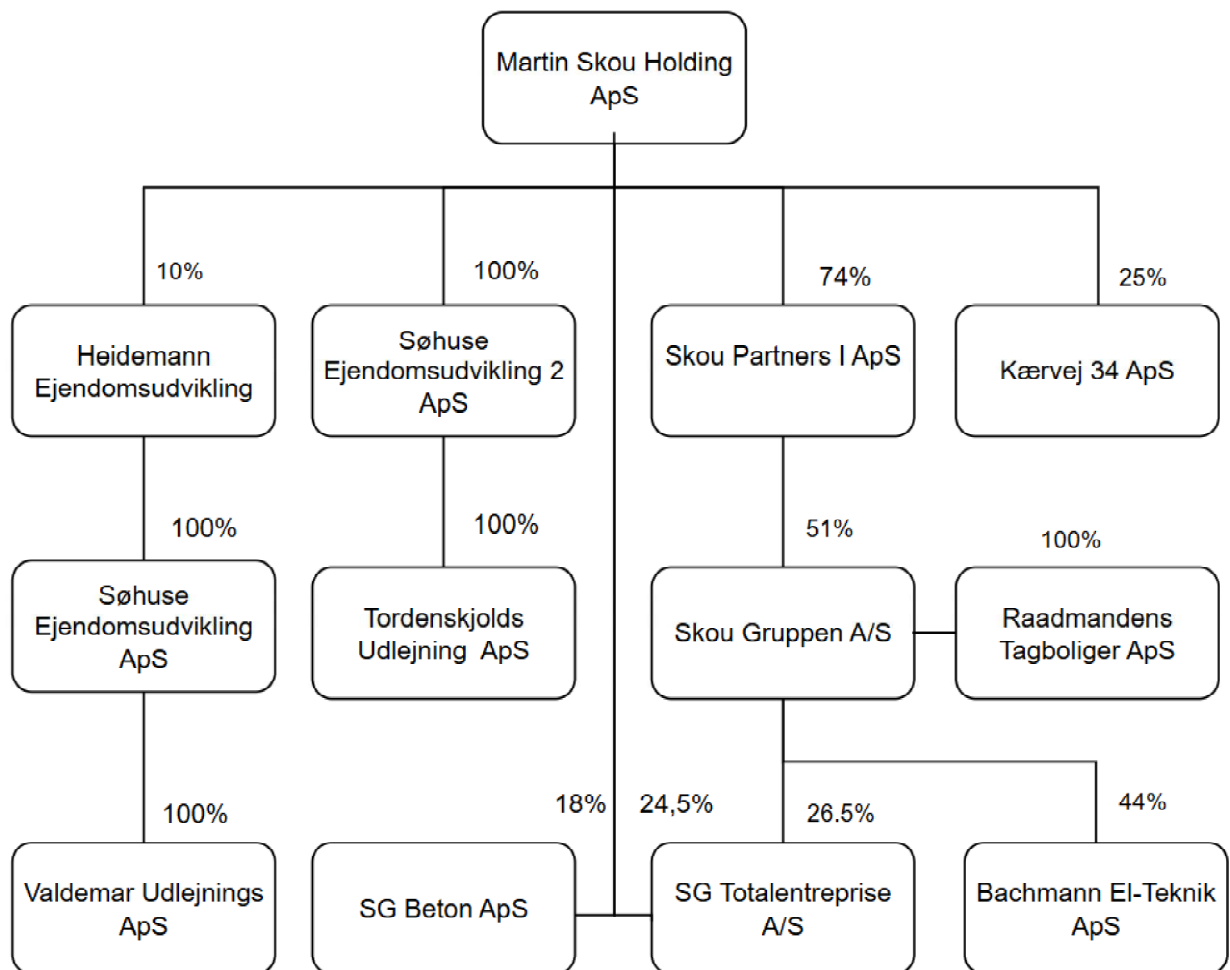 Martin Skou Holding
ApS
10%
100%
74%
25%
Heidemann
Ejendomsudvikling
Søhuse
Ejendomsudvikling 2
ApS
Skou Partners I ApS
Kærvej 34 ApS
100%
100%
51%
100%
Søhuse
Ejendomsudvikling
ApS
Tordenskjolds
Udlejning ApS
Skou Gruppen A/S
Raadmandens
Tagboliger ApS
100%
18%
24,5%
26.5%
44%
Valdemar Udlejnings
ApS
SG Beton ApS
SG Totalentreprise
A/S
Bachmann El-Teknik
ApS